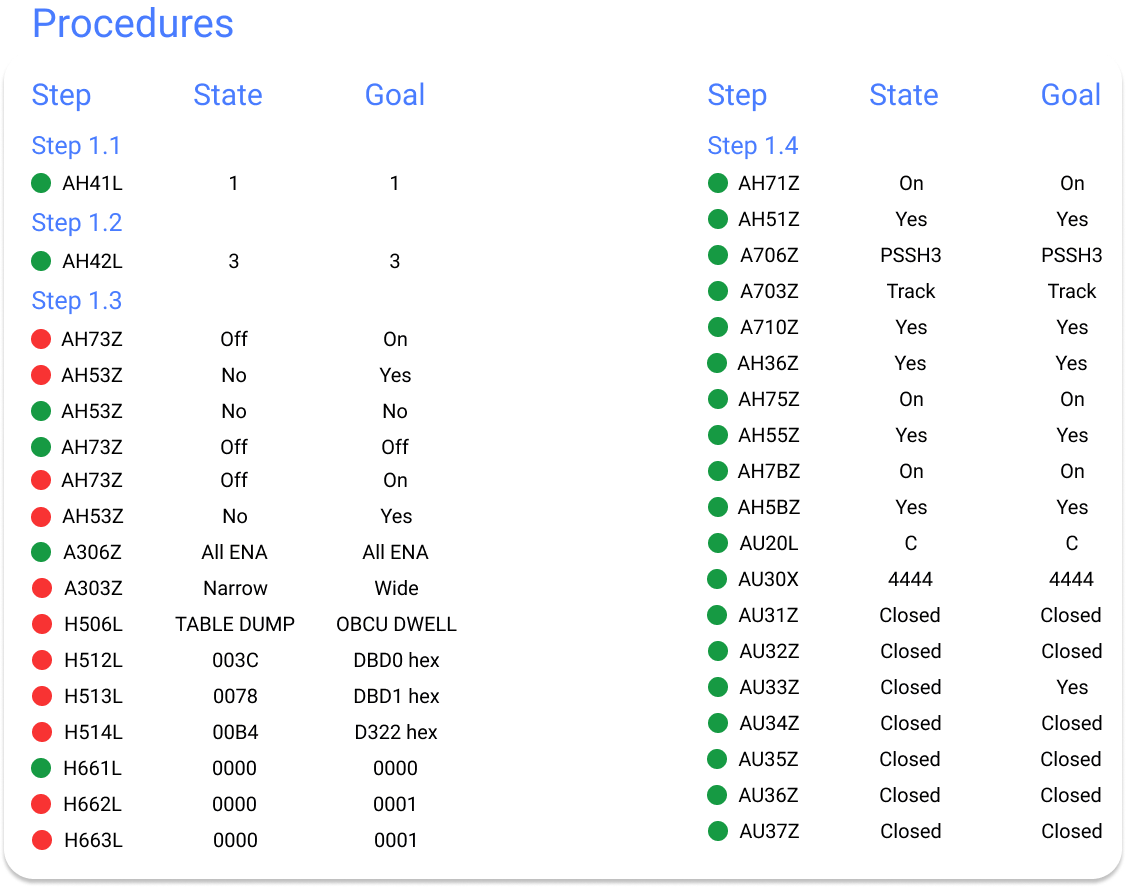 Procedures
Step State Goal
Step 1.1
AH41L 1 1
Step 1.2
AH42L 3 3
Step 1.3
AH73Z Off On
AH53Z No Yes
AH53Z No No
AH73Z Off Off
AH73Z Off On
AH53Z No Yes
A306Z All ENA All ENA
A303Z Narrow Wide
H506L TABLE DUMP OBCU DWELL
H512L 003C DBD0 hex
H513L 0078 DBD1 hex
H514L 00B4 D322 hex
H661L 0000 0000
H662L 0000 0001
H663L 0000 0001
Step State Goal
Step 1.4
AH71Z On On
AH51Z Yes Yes
A706Z PSSH3 PSSH3
A703Z Track Track
A710Z Yes Yes
AH36Z Yes Yes
AH75Z On On
AH55Z Yes Yes
AH7BZ On On
AH5BZ Yes Yes
AU20L C C
AU30X 4444 4444
AU31Z Closed Closed
AU32Z Closed Closed
AU33Z Closed Yes
AU34Z Closed Closed
AU35Z Closed Closed
AU36Z Closed Closed
AU37Z Closed Closed